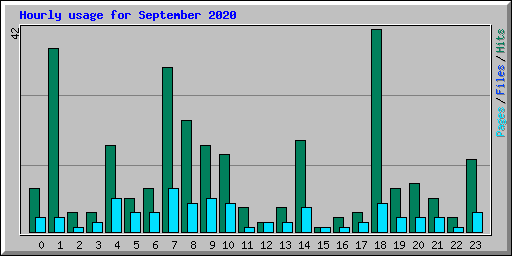 Hourly usage for September 2020
42
Pages/Files/Hits
0 1 2 3 4 5 6 7 8 9 10 11 12 13 14 15 16 17 18 19 20 21 22 23